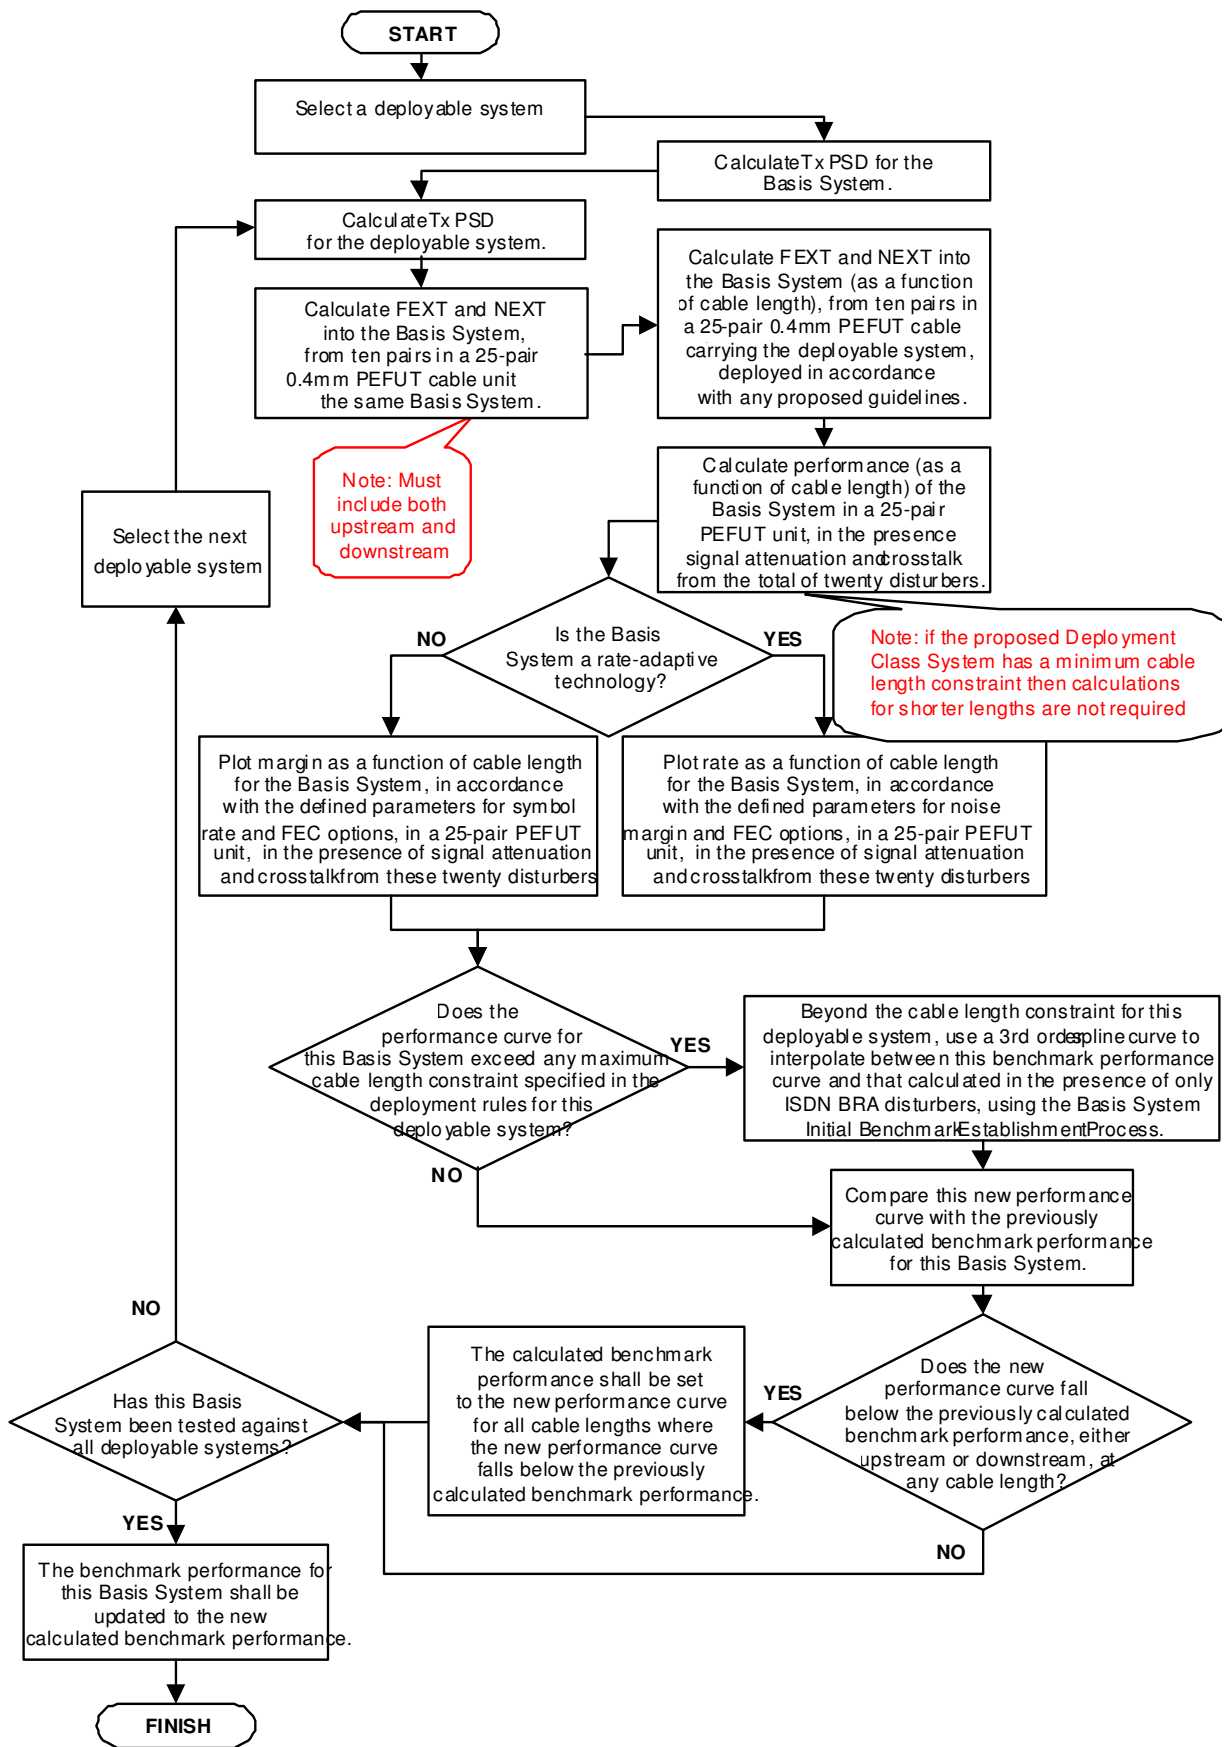 START
Select a deployable system
Calculate Tx PSD for the
Basis System.
Calculate Tx PSD
for the deployable system.
Calculate FEXT and NEXT
into the Basis System,
from ten pairs in a 25-pair
0.4mm PEFUT cable unit
the same Basis System.
Calculate FEXT and NEXT into
the Basis System (as a function
of cable length), from ten pairs in
a 25-pair 0.4mm PEFUT cable
carrying the deployable system,
deployed in accordance
with any proposed guidelines.
Note: Must
include both
upstream and
downstream
Calculate performance (as a
function of cable length) of the
Basis System in a 25-pair
PEFUT unit, in the presence
signal attenuation and crosstalk
from the total of twenty disturbers.
Select the next
deployable system
Note: if the proposed Deployment
Class System has a minimum cable
length constraint then calculations
for shorter lengths are not required
NO
Is the Basis
System a rate-adaptive
technology?
YES
Plot margin as a function of cable length
for the Basis System, in accordance
with the defined parameters for symbol
rate and FEC options, in a 25-pair PEFUT
unit, in the presence of signal attenuation
and crosstalk from these twenty disturbers
Plot rate as a function of cable length
for the Basis System, in accordance
with the defined parameters for noise
margin and FEC options, in a 25-pair PEFUT
unit, in the presence of signal attenuation
and crosstalk from these twenty disturbers
Does the
performance curve for
this Basis System exceed any maximum
cable length constraint specified in the
deployment rules for this
deployable system?
YES
NO
Beyond the cable length constraint for this
deployable system, use a 3rd order spline curve to
interpolate between this benchmark performance
curve and that calculated in the presence of only
ISDN BRA disturbers, using the Basis System
Initial Benchmark Establishment Process.
Compare this new performance
curve with the previously
calculated benchmark performance
for this Basis System.
Does the new
performance curve fall
below the previously calculated
benchmark performance, either
upstream or downstream, at
any cable length?
YES
NO
The calculated benchmark
performance shall be set
to the new performance curve
for all cable lengths where
the new performance curve
falls below the previously
calculated benchmark performance.
NO
Has this Basis
System been tested against
all deployable systems?
YES
The benchmark performance for
this Basis System shall be
updated to the new
calculated benchmark performance.
FINISH